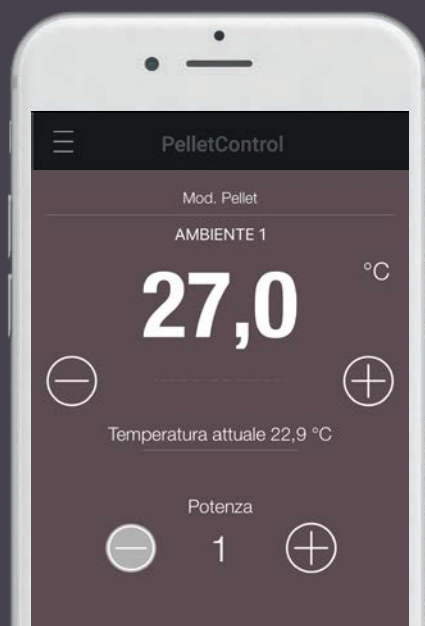 PelletControl
Mod. Pellet
AMBIENTE 1
27,0 °C
Temperatura attuale 22,9 °C
Potenza
1